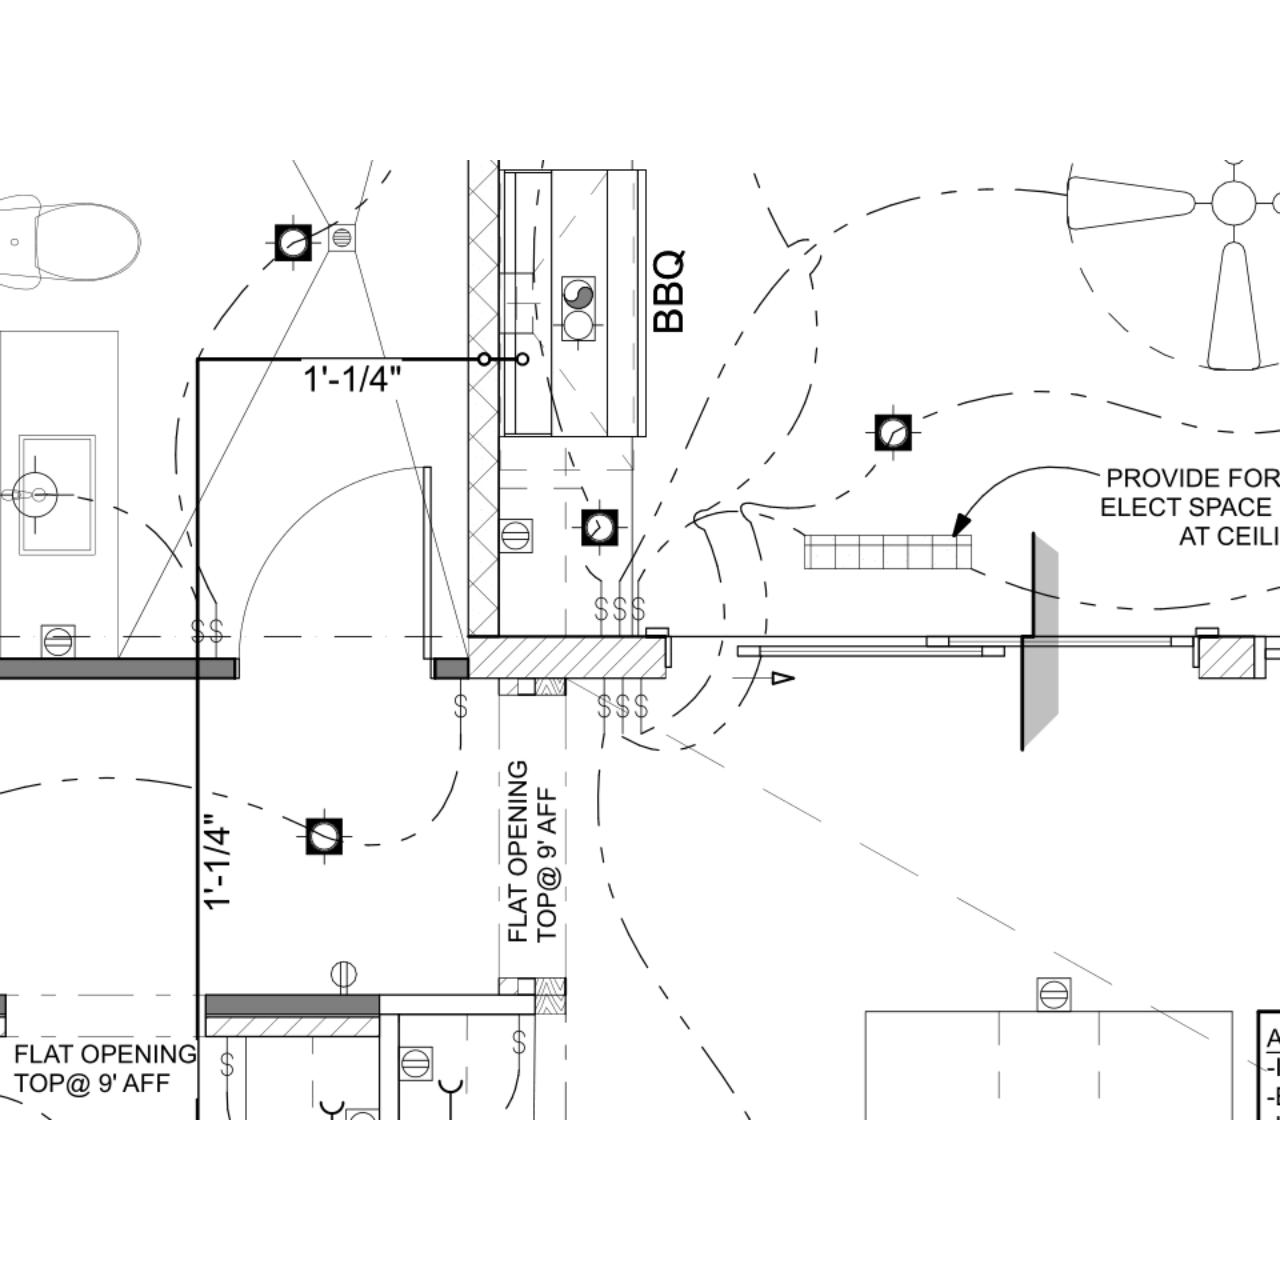 BBQ
1'-1/4"
PROVIDE FOR
ELECT SPACE
AT CEILI
S S S
S S
S S S
S
1'-1/4"
FLAT OPENING
TOP@ 9' AFF
FLAT OPENING
TOP@ 9' AFF
S
S
A